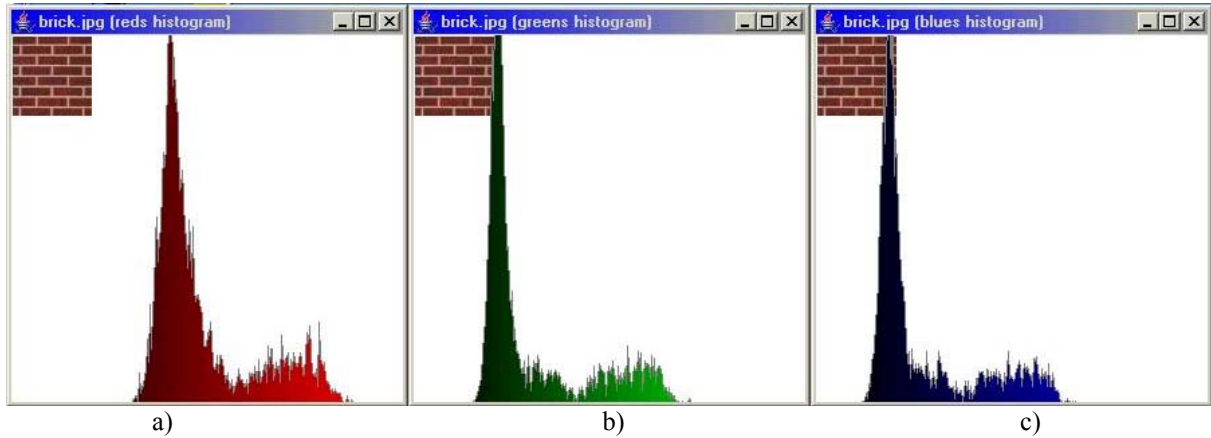 brick.jpg (reds histogram)
brick.jpg (greens histogram)
brick.jpg (blues histogram)
a)
b)
c)